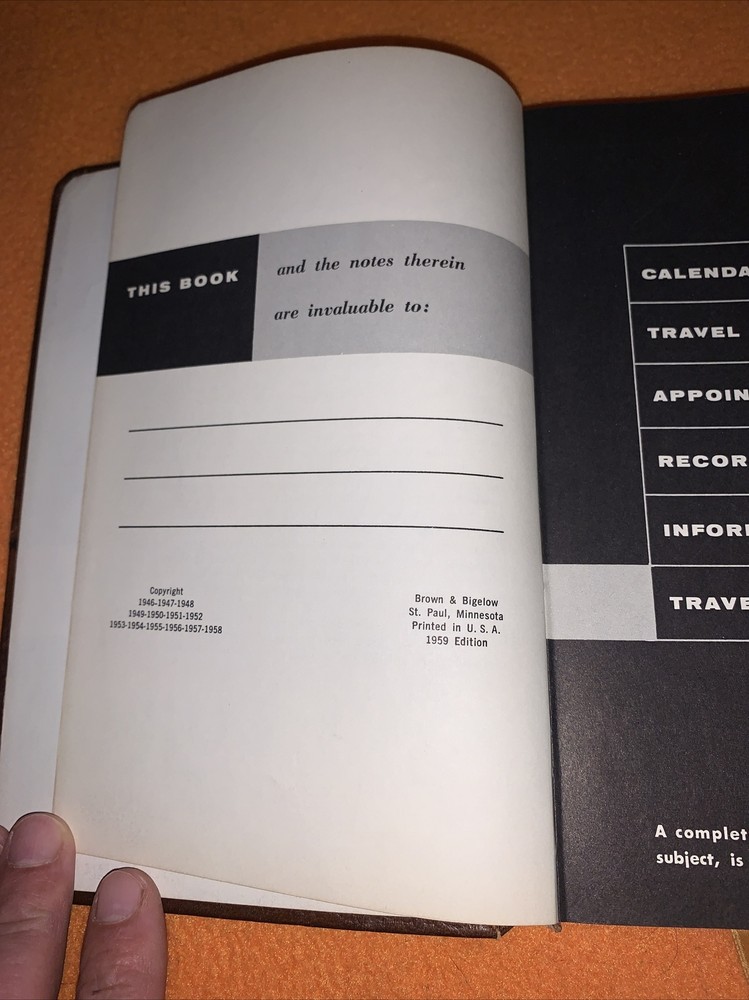 THIS BOOK
and the notes therein
are invaluable to:
Copyright
1946-1947-1948
1949-1950-1951-1952
1953-1954-1955-1956-1957-1958
Brown & Bigelow
St. Paul, Minnesota
Printed in U. S. A.
1959 Edition
CALENDA
TRAVEL
APPOIN
RECOR
INFOR
TRAVE
A complet
subject, is